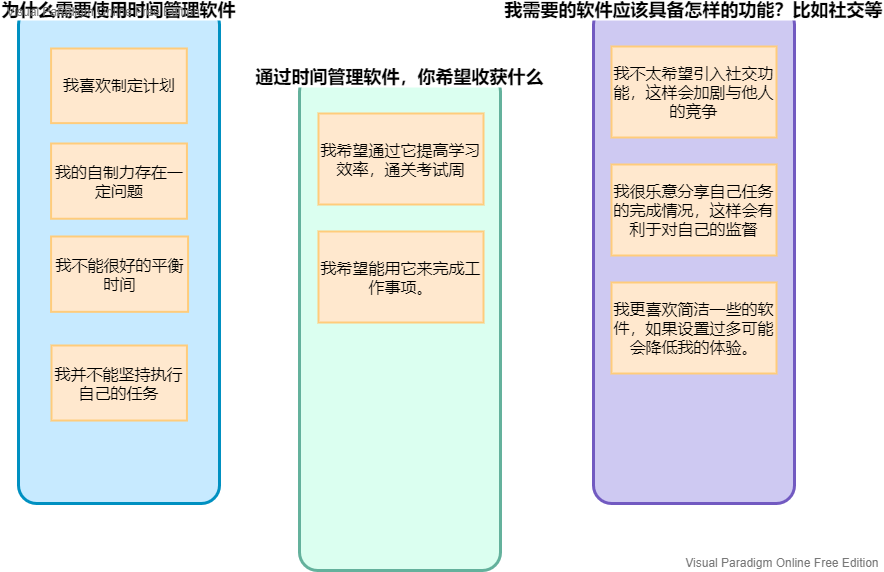 为什么需要使用时间管理软件
我喜欢制定计划
我的自制力存在一
定问题
我不能很好的平衡
时间
我并不能坚持执行
自己的任务
通过时间管理软件，你希望收获什么
我希望通过它提高学习
效率，通关考试周
我希望能用它来完成工
作事项。
我需要的软件应该具备怎样的功能？比如社交等
我不太希望引入社交功
能，这样会加剧与他人
的竞争
我很乐意分享自己任务
的完成情况，这样会有
利于对自己的监督
我更喜欢简洁一些的软
件，如果设置过多可能
会降低我的体验。
Visual Paradigm Online Free Edition